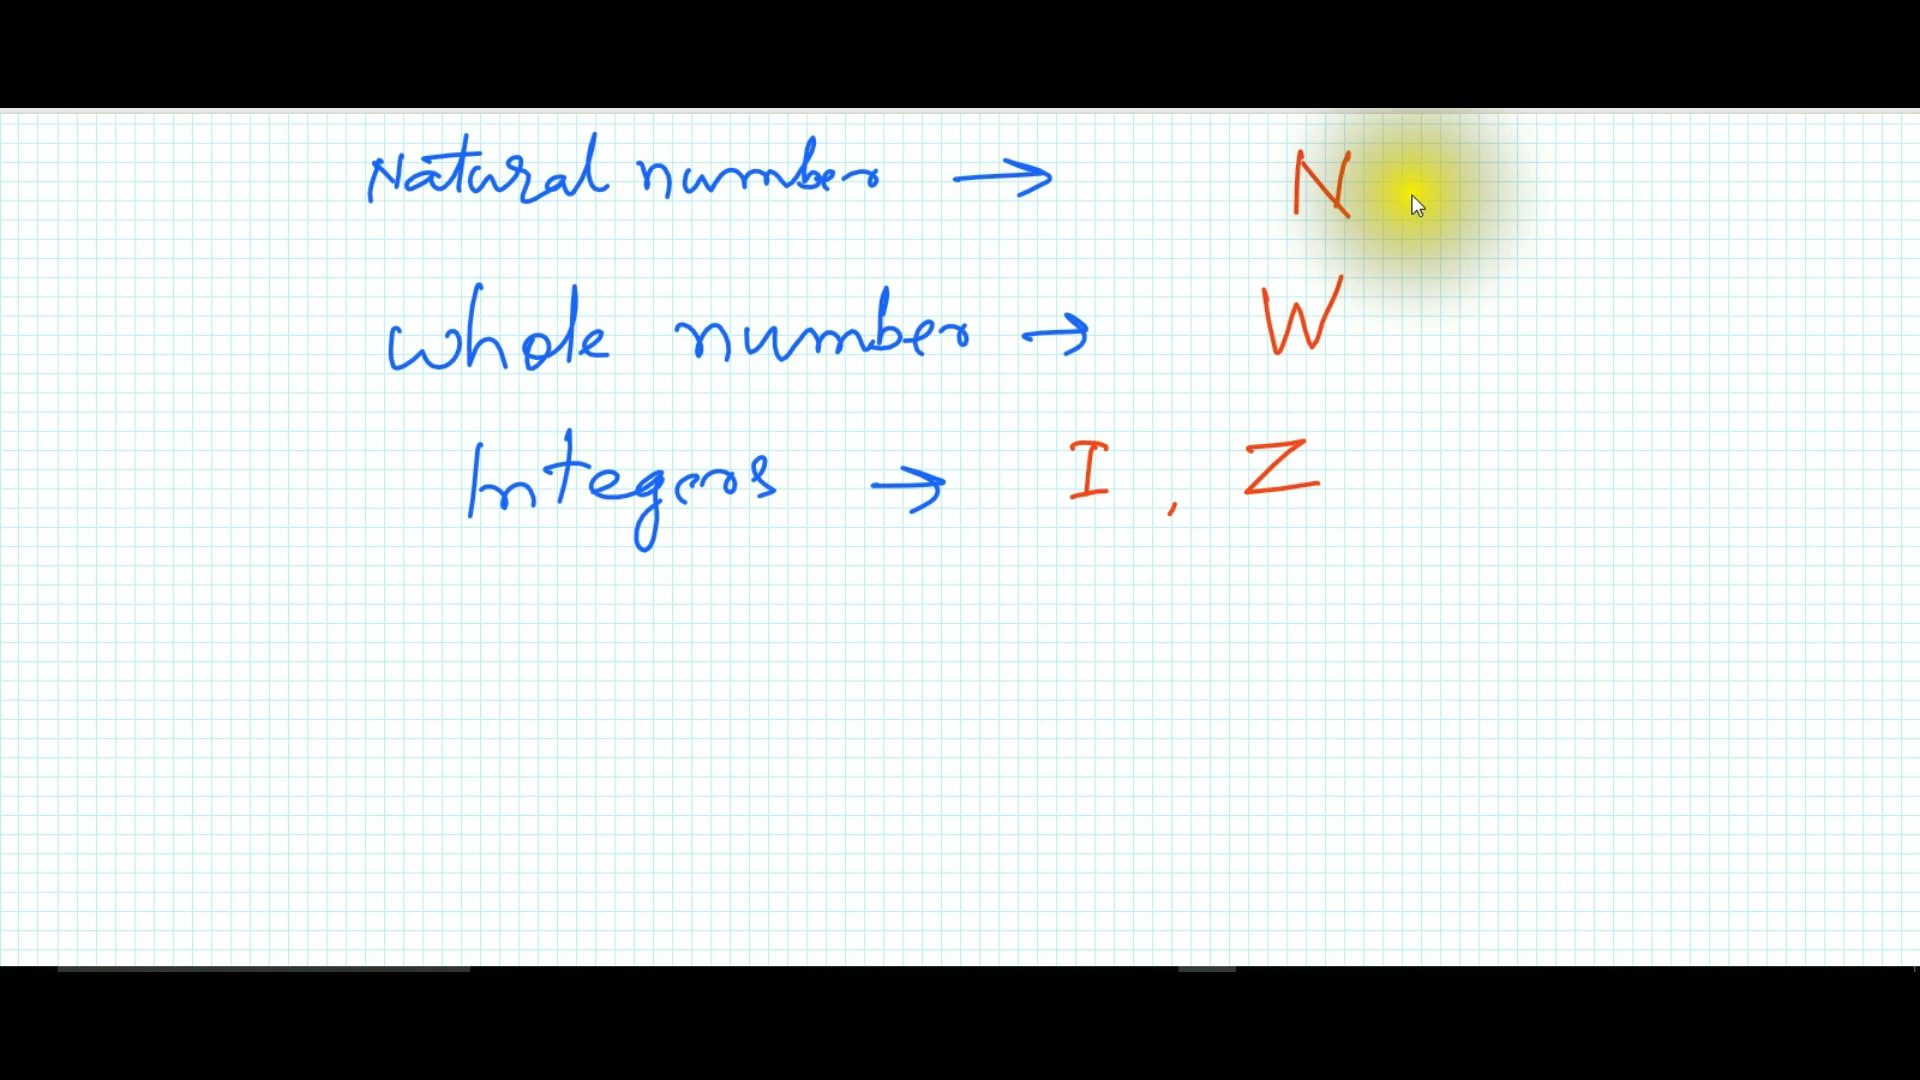 Natural number → N
Whole number → W
Integers → I , Z